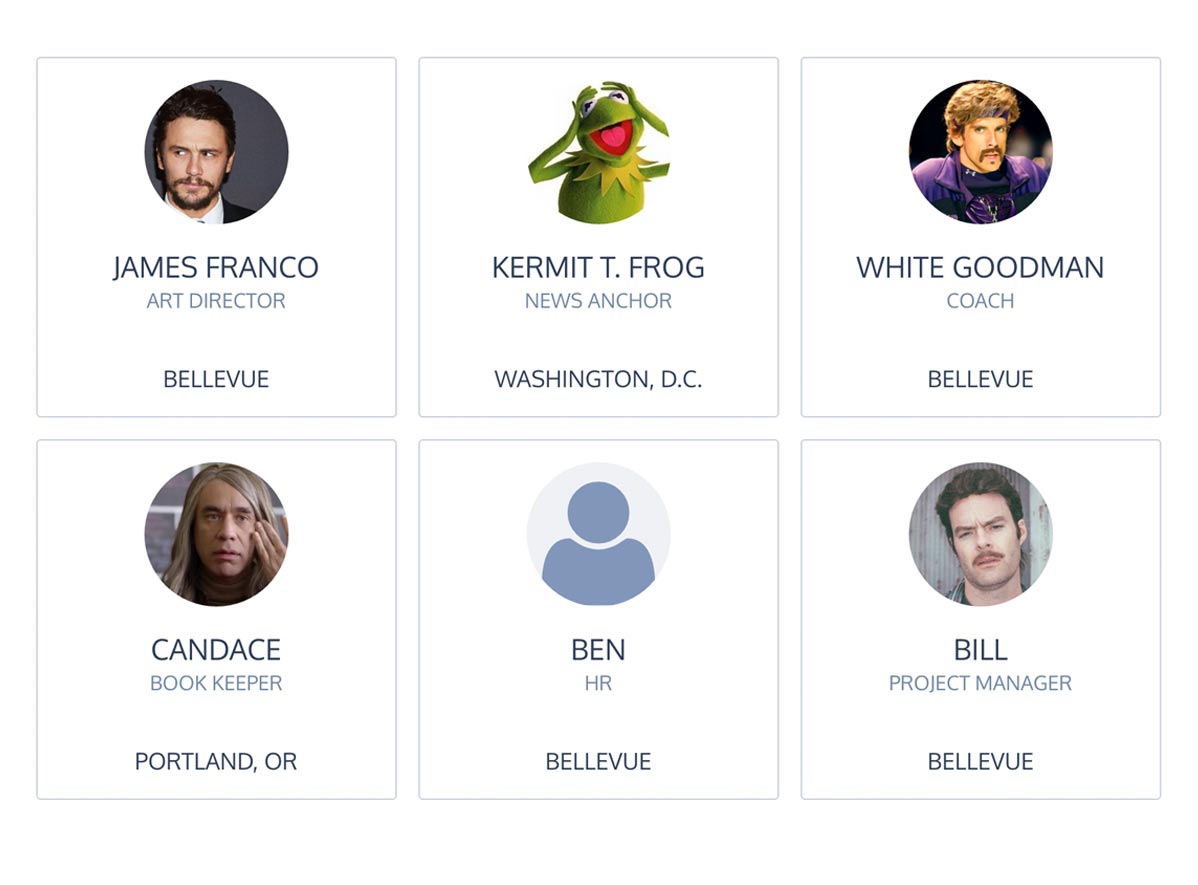 JAMES FRANCO
ART DIRECTOR
BELLEVUE
KERMIT T. FROG
NEWS ANCHOR
WASHINGTON, D.C.
WHITE GOODMAN
COACH
BELLEVUE
CANDACE
BOOK KEEPER
PORTLAND, OR
BEN
HR
BELLEVUE
BILL
PROJECT MANAGER
BELLEVUE